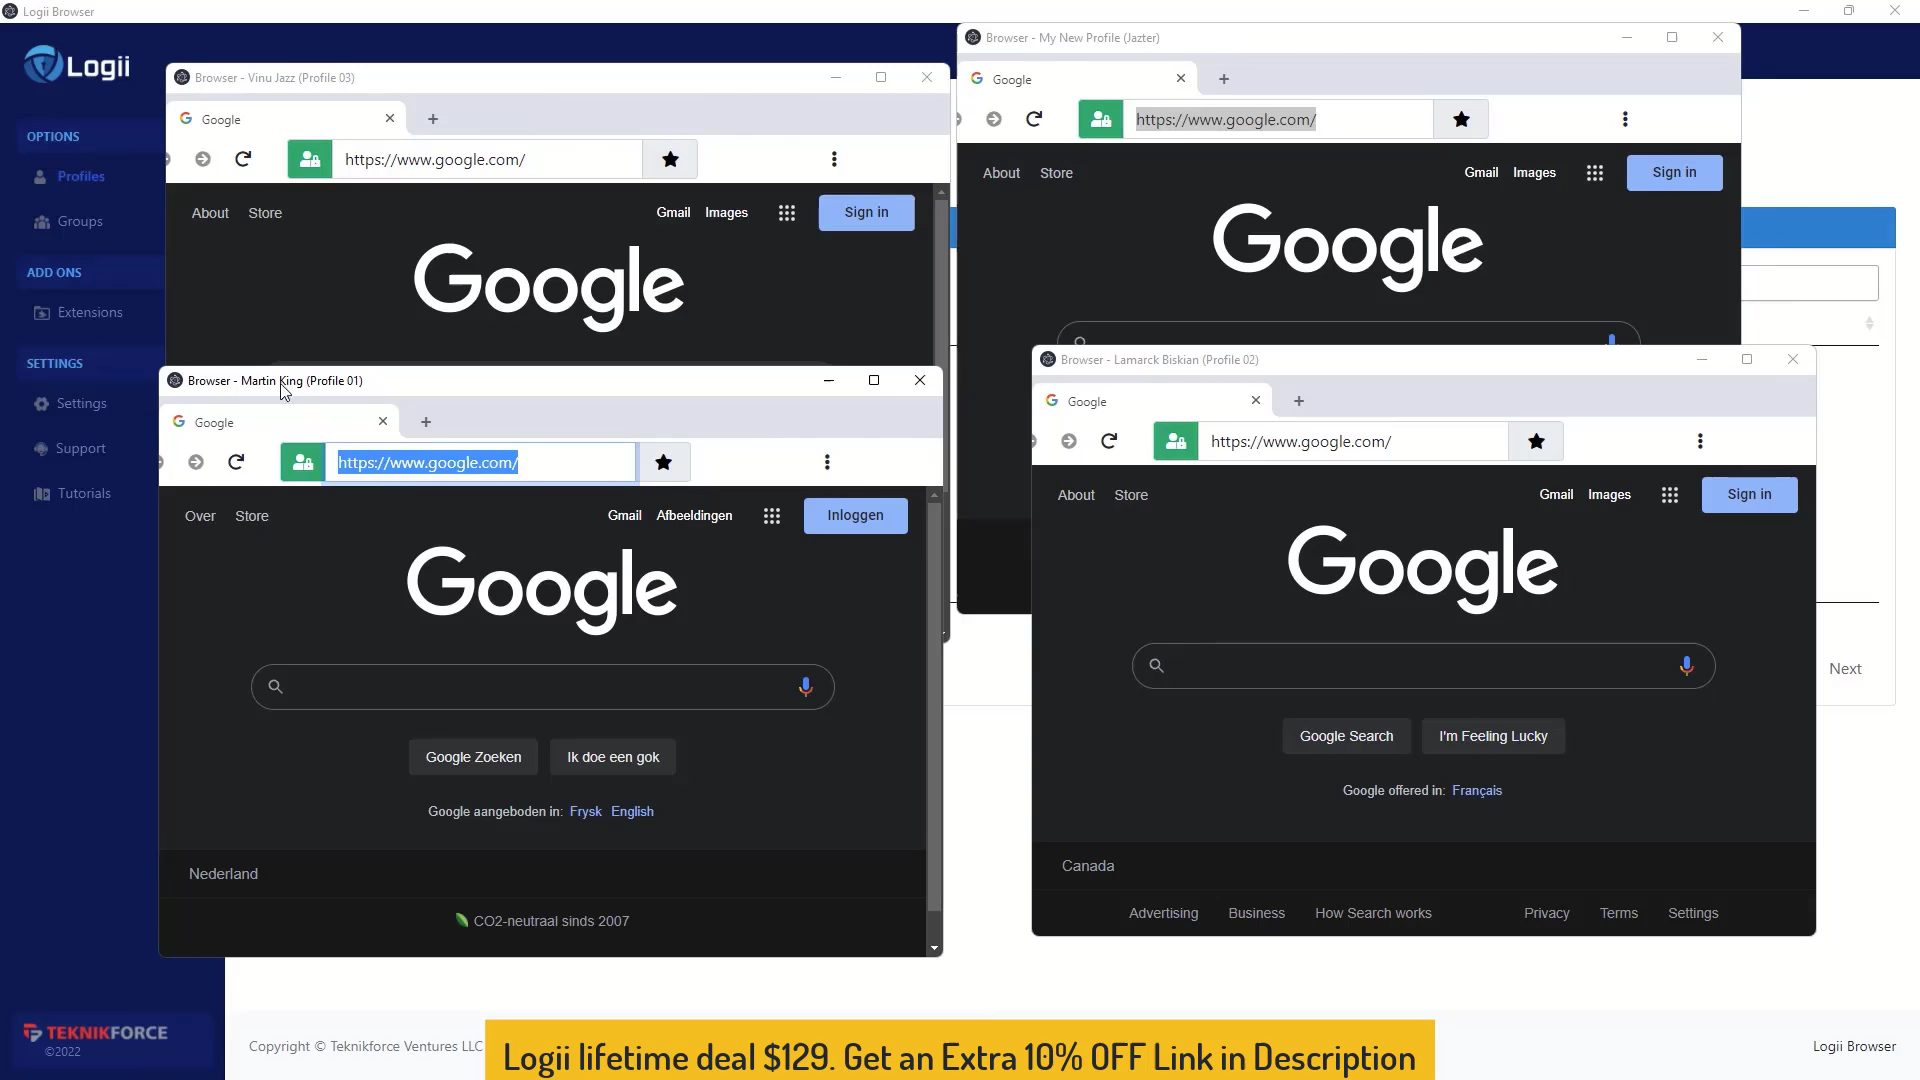 Logii Browser
Logii
OPTIONS
Profiles
Groups
ADD ONS
Extensions
SETTINGS
Settings
Support
Tutorials
TEKNIKFORCE
©2022
Browser - Vinu Jazz (Profile 03)
Google
https://www.google.com/
About Store
Gmail Images
Sign in
Google
Browser - My New Profile (Jazter)
Google
https://www.google.com/
About Store
Gmail Images
Sign in
Google
Browser - Martin King (Profile 01)
Google
https://www.google.com/
Over Store
Gmail Afbeeldingen
Inloggen
Google
Google Zoeken
Ik doe een gok
Google aangeboden in: Frysk English
Nederland
CO2-neutraal sinds 2007
Browser - Lamarck Biskian (Profile 02)
Google
https://www.google.com/
About Store
Gmail Images
Sign in
Google
Google Search
I'm Feeling Lucky
Google offered in: Français
Canada
Advertising Business How Search works
Privacy Terms Settings
Next
Copyright © Teknikforce Ventures LLC
Logii lifetime deal $129. Get an Extra 10% OFF Link in Description
Logii Browser